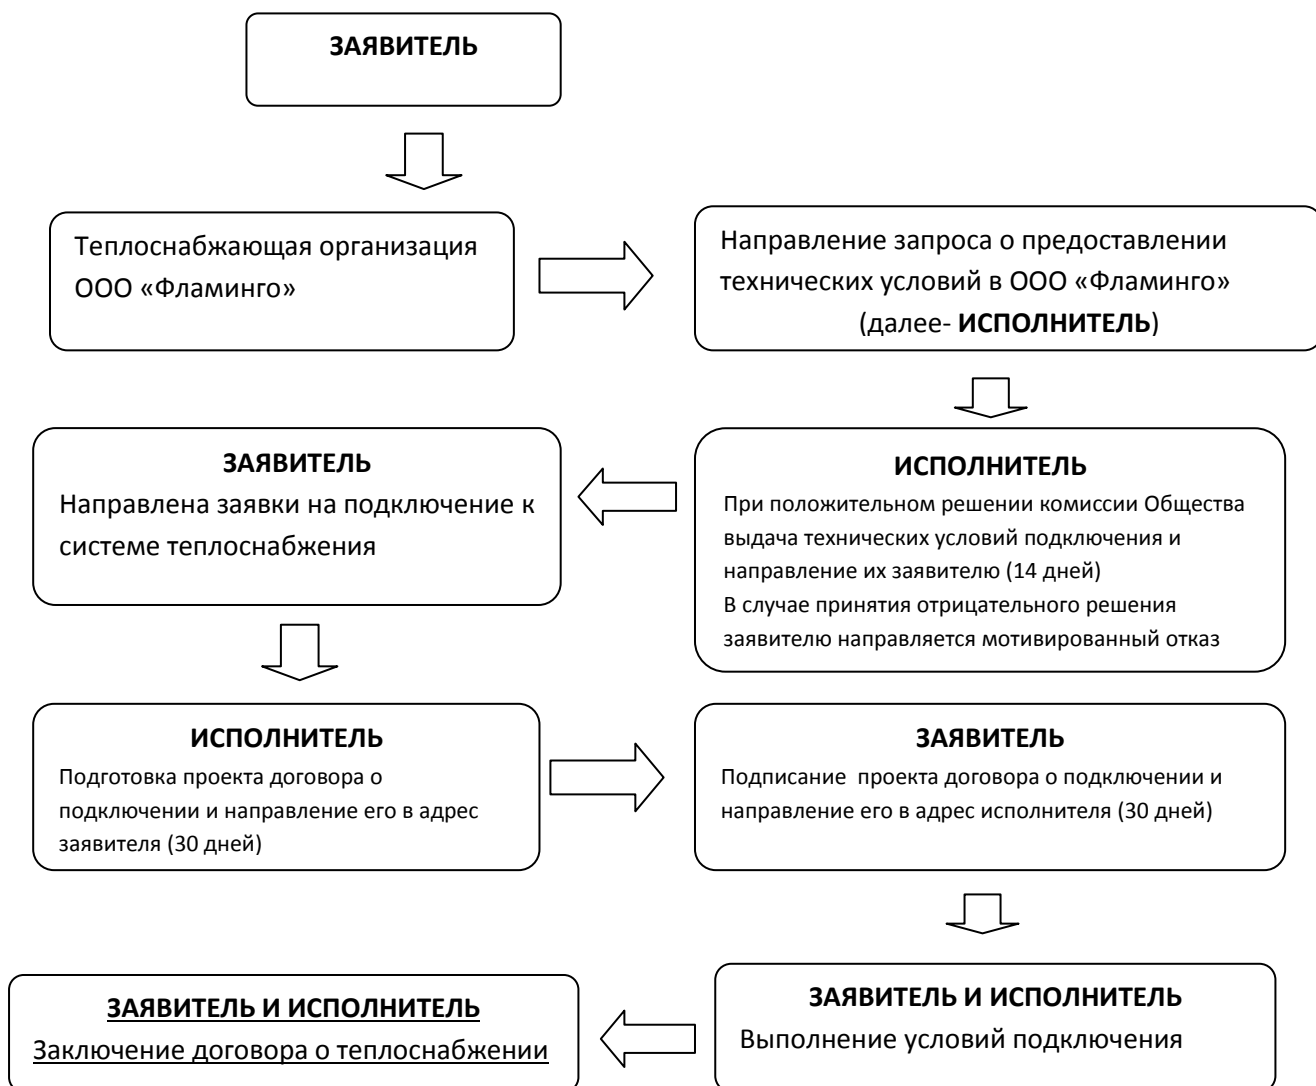 ЗАЯВИТЕЛЬ
Теплоснабжающая организация
ООО «Фламинго»
Направление запроса о предоставлении
технических условий в ООО «Фламинго»
(далее- ИСПОЛНИТЕЛЬ)
ИСПОЛНИТЕЛЬ
При положительном решении комиссии Общества
выдача технических условий подключения и
направление их заявителю (14 дней)
В случае принятия отрицательного решения
заявителю направляется мотивированный отказ
ЗАЯВИТЕЛЬ
Направлена заявки на подключение к
системе теплоснабжения
ИСПОЛНИТЕЛЬ
Подготовка проекта договора о
подключении и направление его в адрес
заявителя (30 дней)
ЗАЯВИТЕЛЬ
Подписание проекта договора о подключении и
направление его в адрес исполнителя (30 дней)
ЗАЯВИТЕЛЬ И ИСПОЛНИТЕЛЬ
Выполнение условий подключения
ЗАЯВИТЕЛЬ И ИСПОЛНИТЕЛЬ
Заключение договора о теплоснабжении